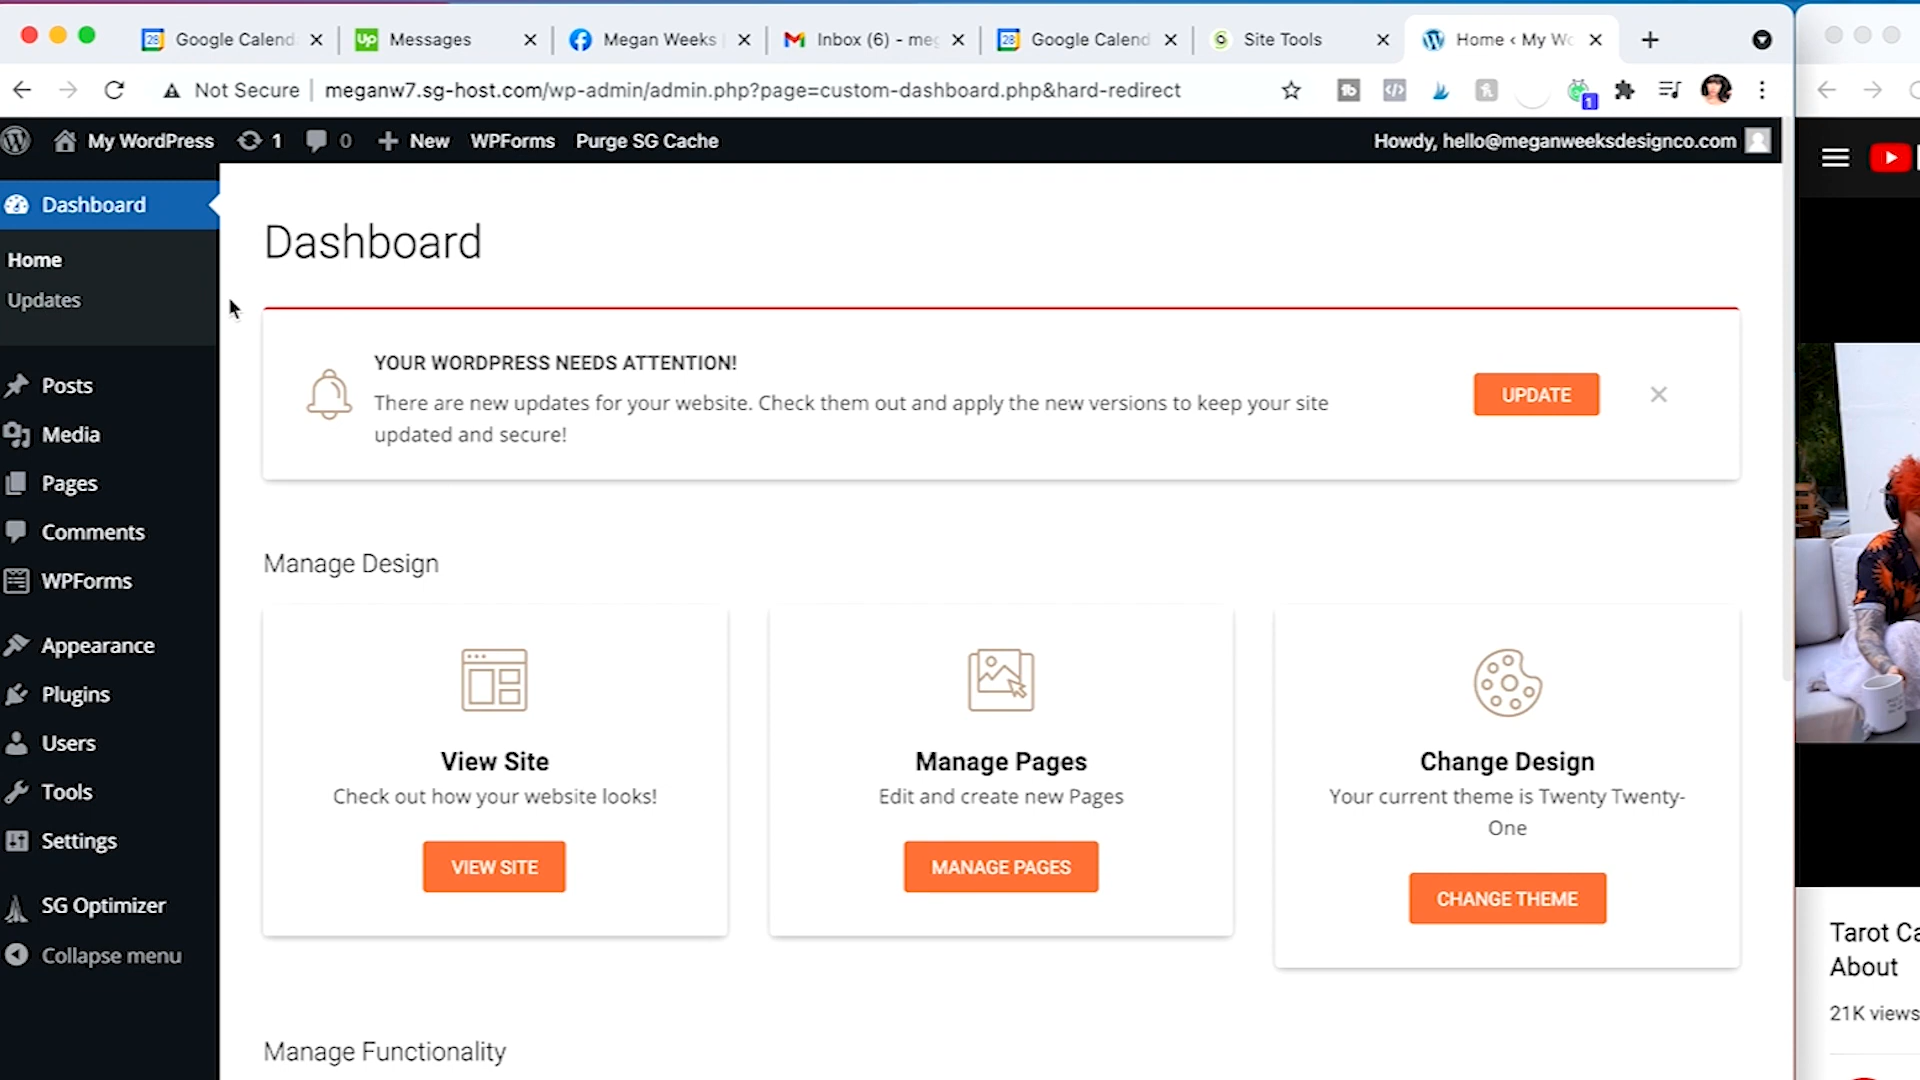 Google Calend
Up Messages
Megan Weeks
Inbox (6) - meg
Google Calend
Site Tools
Home ‹ My Wo
Not Secure
meganw7.sg-host.com/wp-admin/admin.php?page=custom-dashboard.php&hard-redirect
1
My WordPress
1
0
New
WPForms
Purge SG Cache
Howdy, hello@meganweeksdesignco.com
Dashboard
Home
Updates
Posts
Media
Pages
Comments
WPForms
Appearance
Plugins
Users
Tools
Settings
SG Optimizer
Collapse menu
Dashboard
YOUR WORDPRESS NEEDS ATTENTION!
There are new updates for your website. Check them out and apply the new versions to keep your site
updated and secure!
UPDATE
Manage Design
View Site
Check out how your website looks!
VIEW SITE
Manage Pages
Edit and create new Pages
MANAGE PAGES
Change Design
Your current theme is Twenty Twenty-
One
CHANGE THEME
Manage Functionality
Tarot Ca
About
21K views